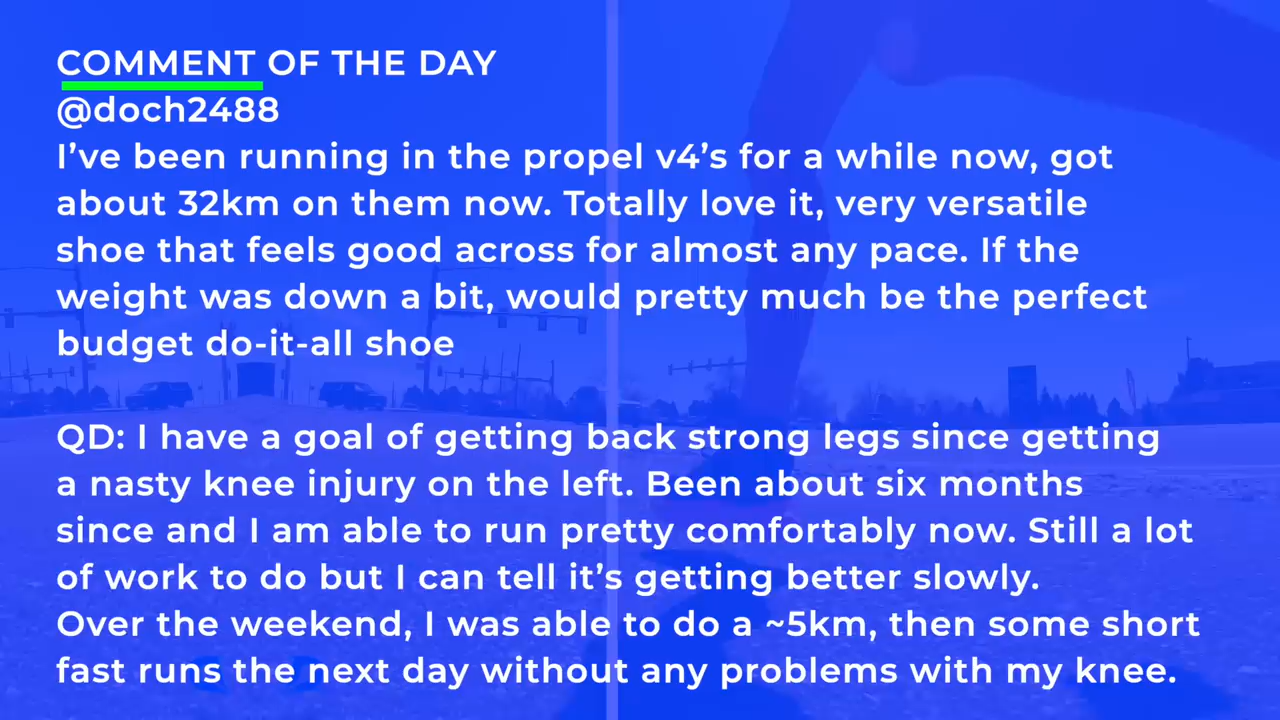 COMMENT OF THE DAY
@doch2488
I’ve been running in the propel v4’s for a while now, got
about 32km on them now. Totally love it, very versatile
shoe that feels good across for almost any pace. If the
weight was down a bit, would pretty much be the perfect
budget do-it-all shoe
QD: I have a goal of getting back strong legs since getting
a nasty knee injury on the left. Been about six months
since and I am able to run pretty comfortably now. Still a lot
of work to do but I can tell it’s getting better slowly.
Over the weekend, I was able to do a ~5km, then some short
fast runs the next day without any problems with my knee.